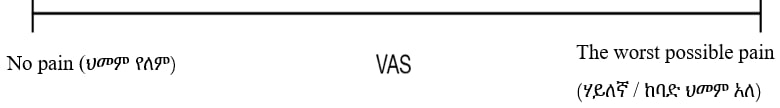 No pain (ህመም የለም)
VAS
The worst possible pain
(ሃይለኛ / ከባድ ህመም አለ)